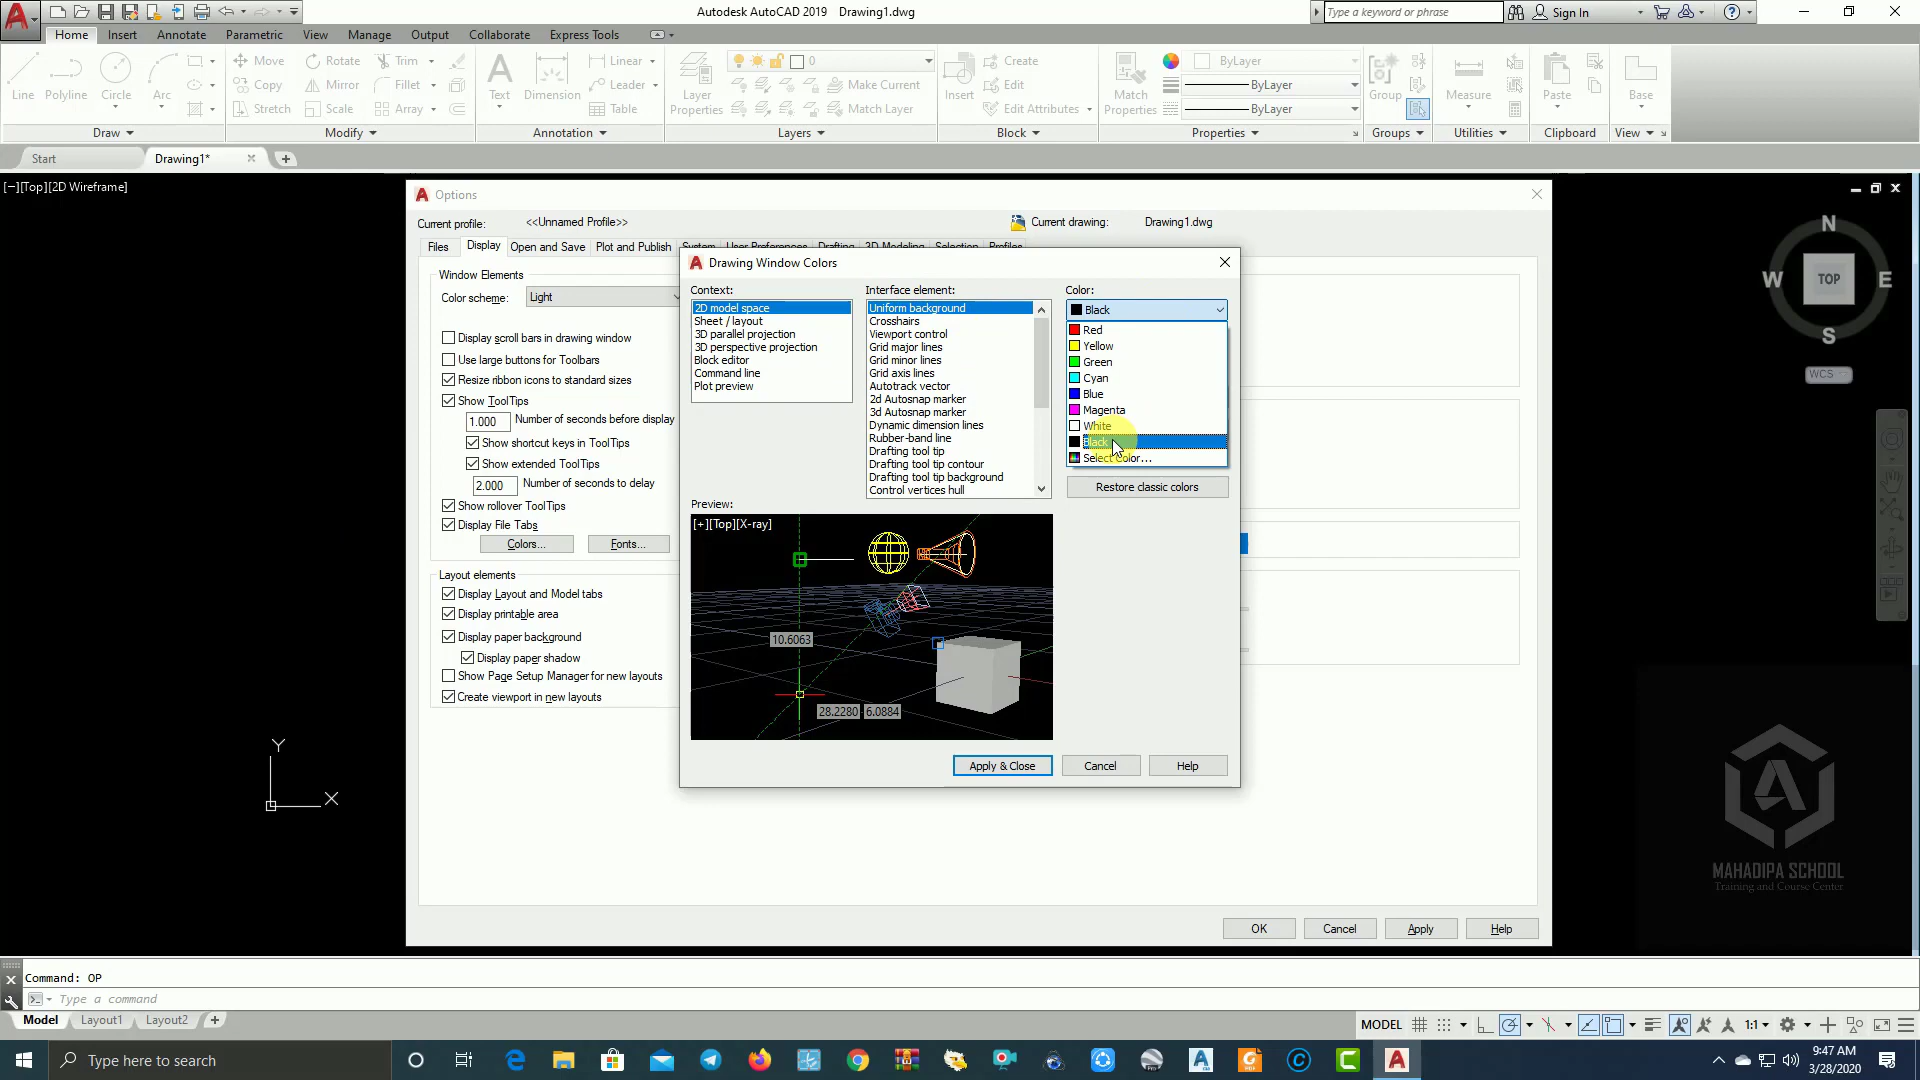 Autodesk AutoCAD 2019 Drawing1.dwg
Type a keyword or phrase
Sign In
Home Insert Annotate Parametric View Manage Output Collaborate Express Tools
Line
Polyline
Circle
Arc
Move
Copy
Stretch
Rotate
Mirror
Scale
Trim
Fillet
Array
Text
Dimension
Linear
Leader
Table
Layer
Properties
0
Make Current
Match Layer
Insert
Create
Edit
Edit Attributes
Match
Properties
ByLayer
ByLayer
ByLayer
Group
Measure
Paste
Base
Draw Modify Annotation Layers Block Properties Groups Utilities Clipboard View
Start
Drawing1*
[−][Top][2D Wireframe]
Options
Current profile: <<Unnamed Profile>>
Current drawing: Drawing1.dwg
Files Display Open and Save Plot and Publish System User Preferences Drafting 3D Modeling Selection Profiles
Window Elements
Color scheme: Light
Display scroll bars in drawing window
Use large buttons for Toolbars
Resize ribbon icons to standard sizes
Show ToolTips
1.000 Number of seconds before display
Show shortcut keys in ToolTips
Show extended ToolTips
2.000 Number of seconds to delay
Show rollover ToolTips
Display File Tabs
Colors... Fonts...
Layout elements
Display Layout and Model tabs
Display printable area
Display paper background
Display paper shadow
Show Page Setup Manager for new layouts
Create viewport in new layouts
Drawing Window Colors
Context:
2D model space
Sheet / layout
3D parallel projection
3D perspective projection
Block editor
Command line
Plot preview
Interface element:
Uniform background
Crosshairs
Viewport control
Grid major lines
Grid minor lines
Grid axis lines
Autotrack vector
2d Autosnap marker
3d Autosnap marker
Dynamic dimension lines
Rubber-band line
Drafting tool tip
Drafting tool tip contour
Drafting tool tip background
Control vertices hull
Color:
Black
Red
Yellow
Green
Cyan
Blue
Magenta
White
Black
Select Color...
Restore classic colors
Preview:
[+][Top][X-ray]
10.6063
28.2280 6.0884
Apply & Close Cancel Help
OK Cancel Apply Help
N
W TOP E
S
WCS
Y
X
MAHADIPA SCHOOL
Training and Course Center
Command: OP
Type a command
Model Layout1 Layout2
MODEL 1:1
Type here to search
9:47 AM
3/28/2020